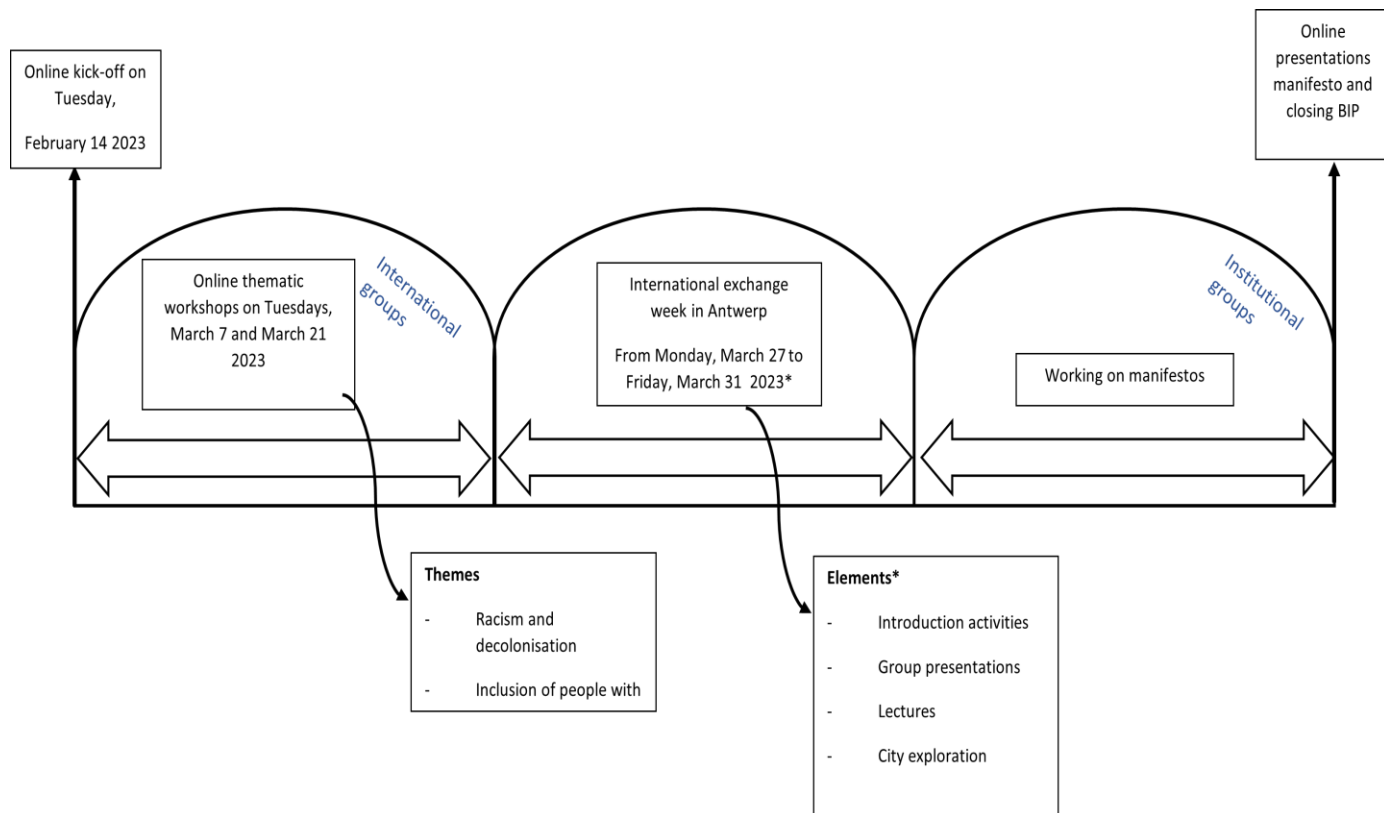 Online kick-off on
Tuesday,
February 14 2023
Online
presentations
manifesto and
closing BIP
Online thematic
workshops on Tuesdays,
March 7 and March 21
2023
International
groups
International exchange
week in Antwerp
From Monday, March 27 to
Friday, March 31  2023*
Institutional
groups
Working on manifestos
Themes
- Racism and
decolonisation
- Inclusion of people with
Elements*
- Introduction activities
- Group presentations
- Lectures
- City exploration